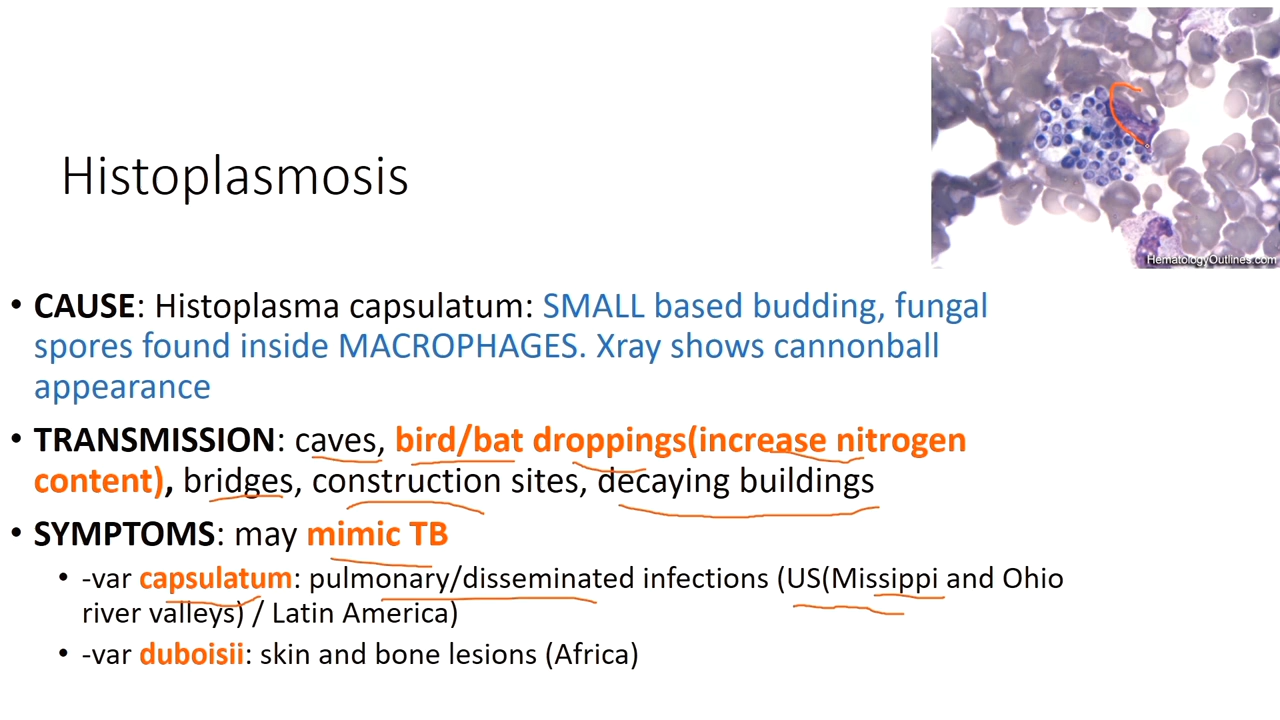 HematologyOutlines.com
Histoplasmosis
• CAUSE: Histoplasma capsulatum: SMALL based budding, fungal
spores found inside MACROPHAGES. Xray shows cannonball
appearance
• TRANSMISSION: caves, bird/bat droppings(increase nitrogen
content), bridges, construction sites, decaying buildings
• SYMPTOMS: may mimic TB
• -var capsulatum: pulmonary/disseminated infections (US(Missippi and Ohio
river valleys) / Latin America)
• -var duboisii: skin and bone lesions (Africa)